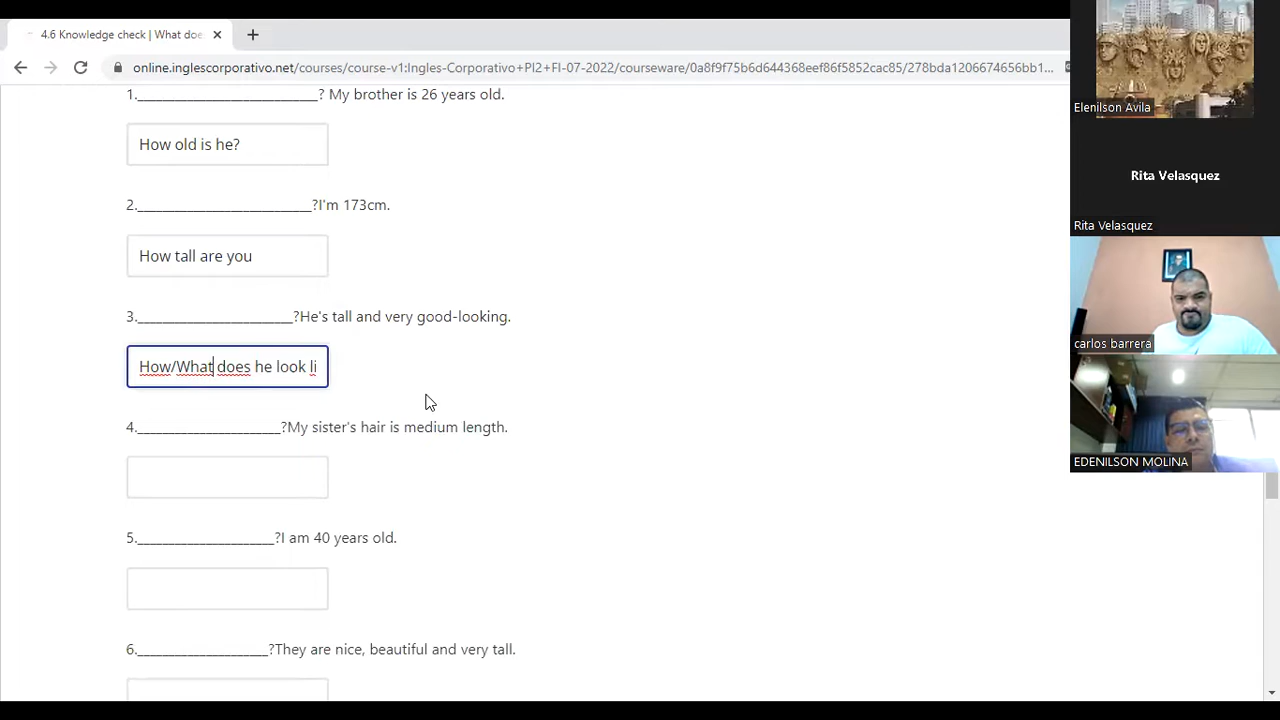 4.6 Knowledge check | What doe
online.inglescorporativo.net/courses/course-v1:Ingles-Corporativo+PI2+FI-07-2022/courseware/0a8f9f75b6d644368eef86f5852cac85/278bda1206674656bb1...
1.__________________________? My brother is 26 years old.
How old is he?
2._________________________?I'm 173cm.
How tall are you
3.______________________?He's tall and very good-looking.
How/What does he look li
4.____________________?My sister's hair is medium length.
5.___________________?I am 40 years old.
6.__________________?They are nice, beautiful and very tall.
Elenilson Avila
Rita Velasquez
Rita Velasquez
carlos barrera
EDENILSON MOLINA